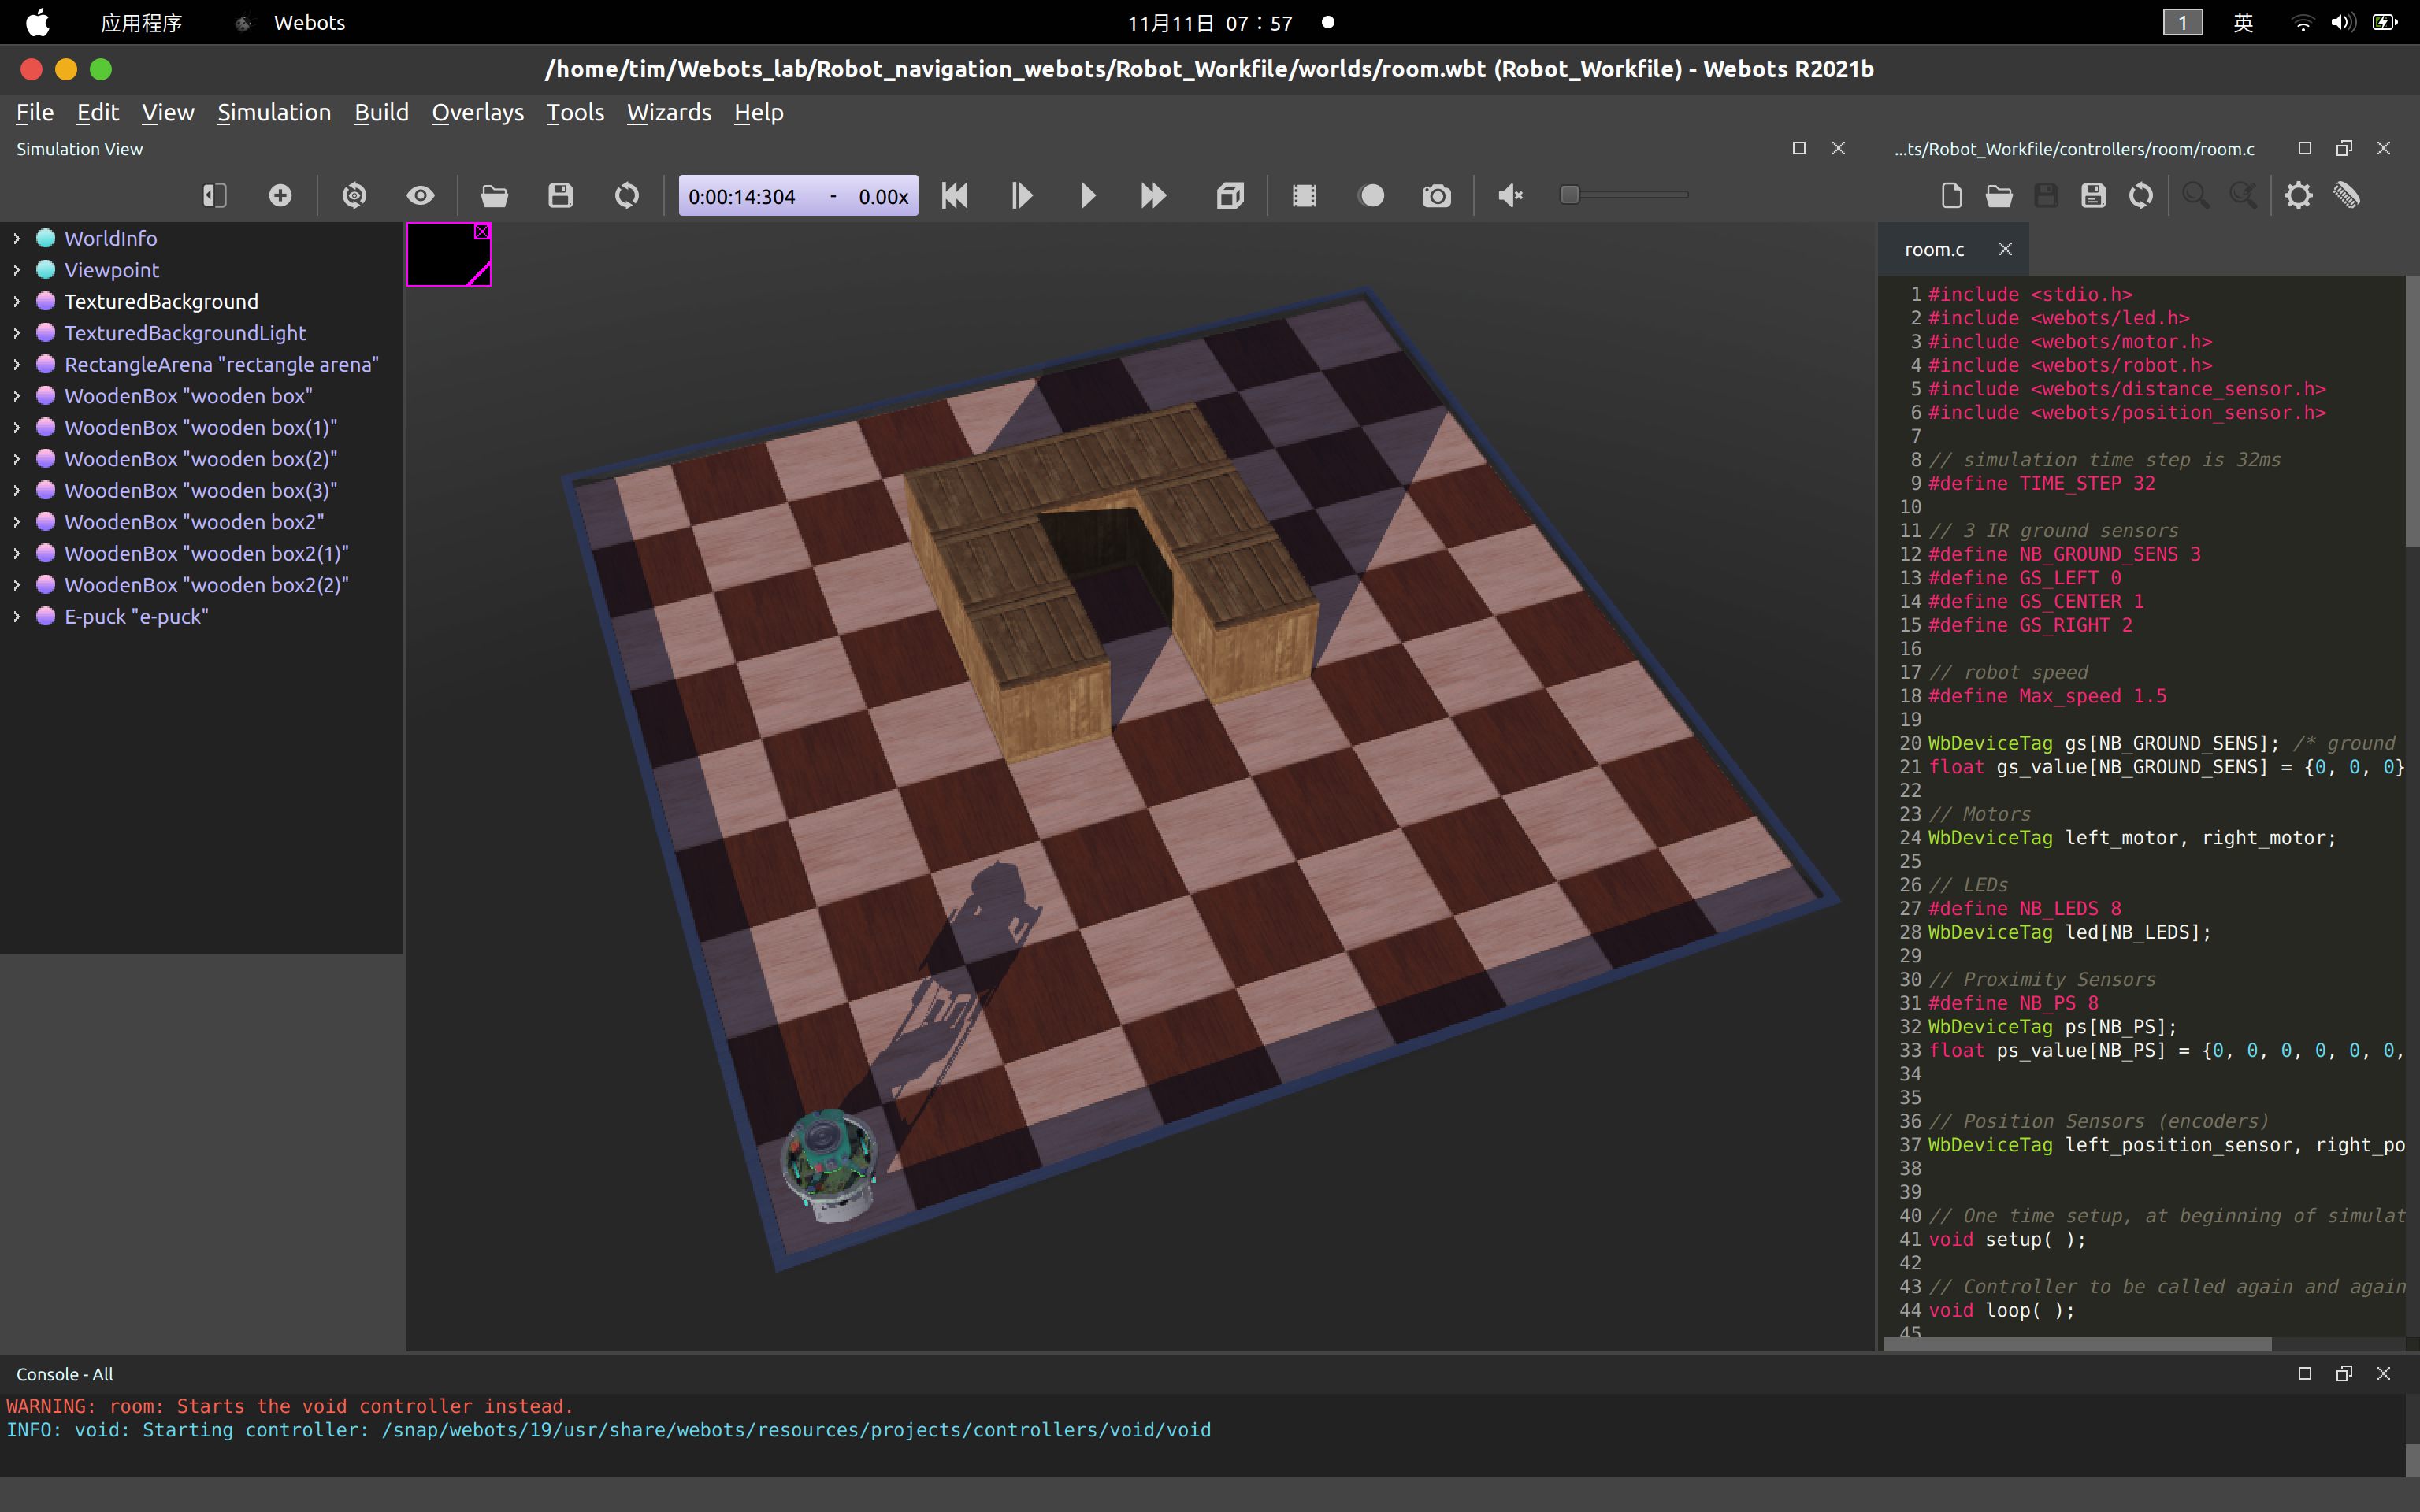 应用程序 Webots 11月11日 07：57 1 英
/home/tim/Webots_lab/Robot_navigation_webots/Robot_Workfile/worlds/room.wbt (Robot_Workfile) - Webots R2021b
File Edit View Simulation Build Overlays Tools Wizards Help
Simulation View
0:00:14:304 - 0.00x
WorldInfo
Viewpoint
TexturedBackground
TexturedBackgroundLight
RectangleArena "rectangle arena"
WoodenBox "wooden box"
WoodenBox "wooden box(1)"
WoodenBox "wooden box(2)"
WoodenBox "wooden box(3)"
WoodenBox "wooden box2"
WoodenBox "wooden box2(1)"
WoodenBox "wooden box2(2)"
E-puck "e-puck"
...ts/Robot_Workfile/controllers/room/room.c
room.c
1 #include <stdio.h>
2 #include <webots/led.h>
3 #include <webots/motor.h>
4 #include <webots/robot.h>
5 #include <webots/distance_sensor.h>
6 #include <webots/position_sensor.h>
7
8 // simulation time step is 32ms
9 #define TIME_STEP 32
10
11 // 3 IR ground sensors
12 #define NB_GROUND_SENS 3
13 #define GS_LEFT 0
14 #define GS_CENTER 1
15 #define GS_RIGHT 2
16
17 // robot speed
18 #define Max_speed 1.5
19
20 WbDeviceTag gs[NB_GROUND_SENS]; /* ground
21 float gs_value[NB_GROUND_SENS] = {0, 0, 0}
22
23 // Motors
24 WbDeviceTag left_motor, right_motor;
25
26 // LEDs
27 #define NB_LEDS 8
28 WbDeviceTag led[NB_LEDS];
29
30 // Proximity Sensors
31 #define NB_PS 8
32 WbDeviceTag ps[NB_PS];
33 float ps_value[NB_PS] = {0, 0, 0, 0, 0, 0,
34
35
36 // Position Sensors (encoders)
37 WbDeviceTag left_position_sensor, right_po
38
39
40 // One time setup, at beginning of simulat
41 void setup( );
42
43 // Controller to be called again and again
44 void loop( );
45
Console - All
WARNING: room: Starts the void controller instead.
INFO: void: Starting controller: /snap/webots/19/usr/share/webots/resources/projects/controllers/void/void